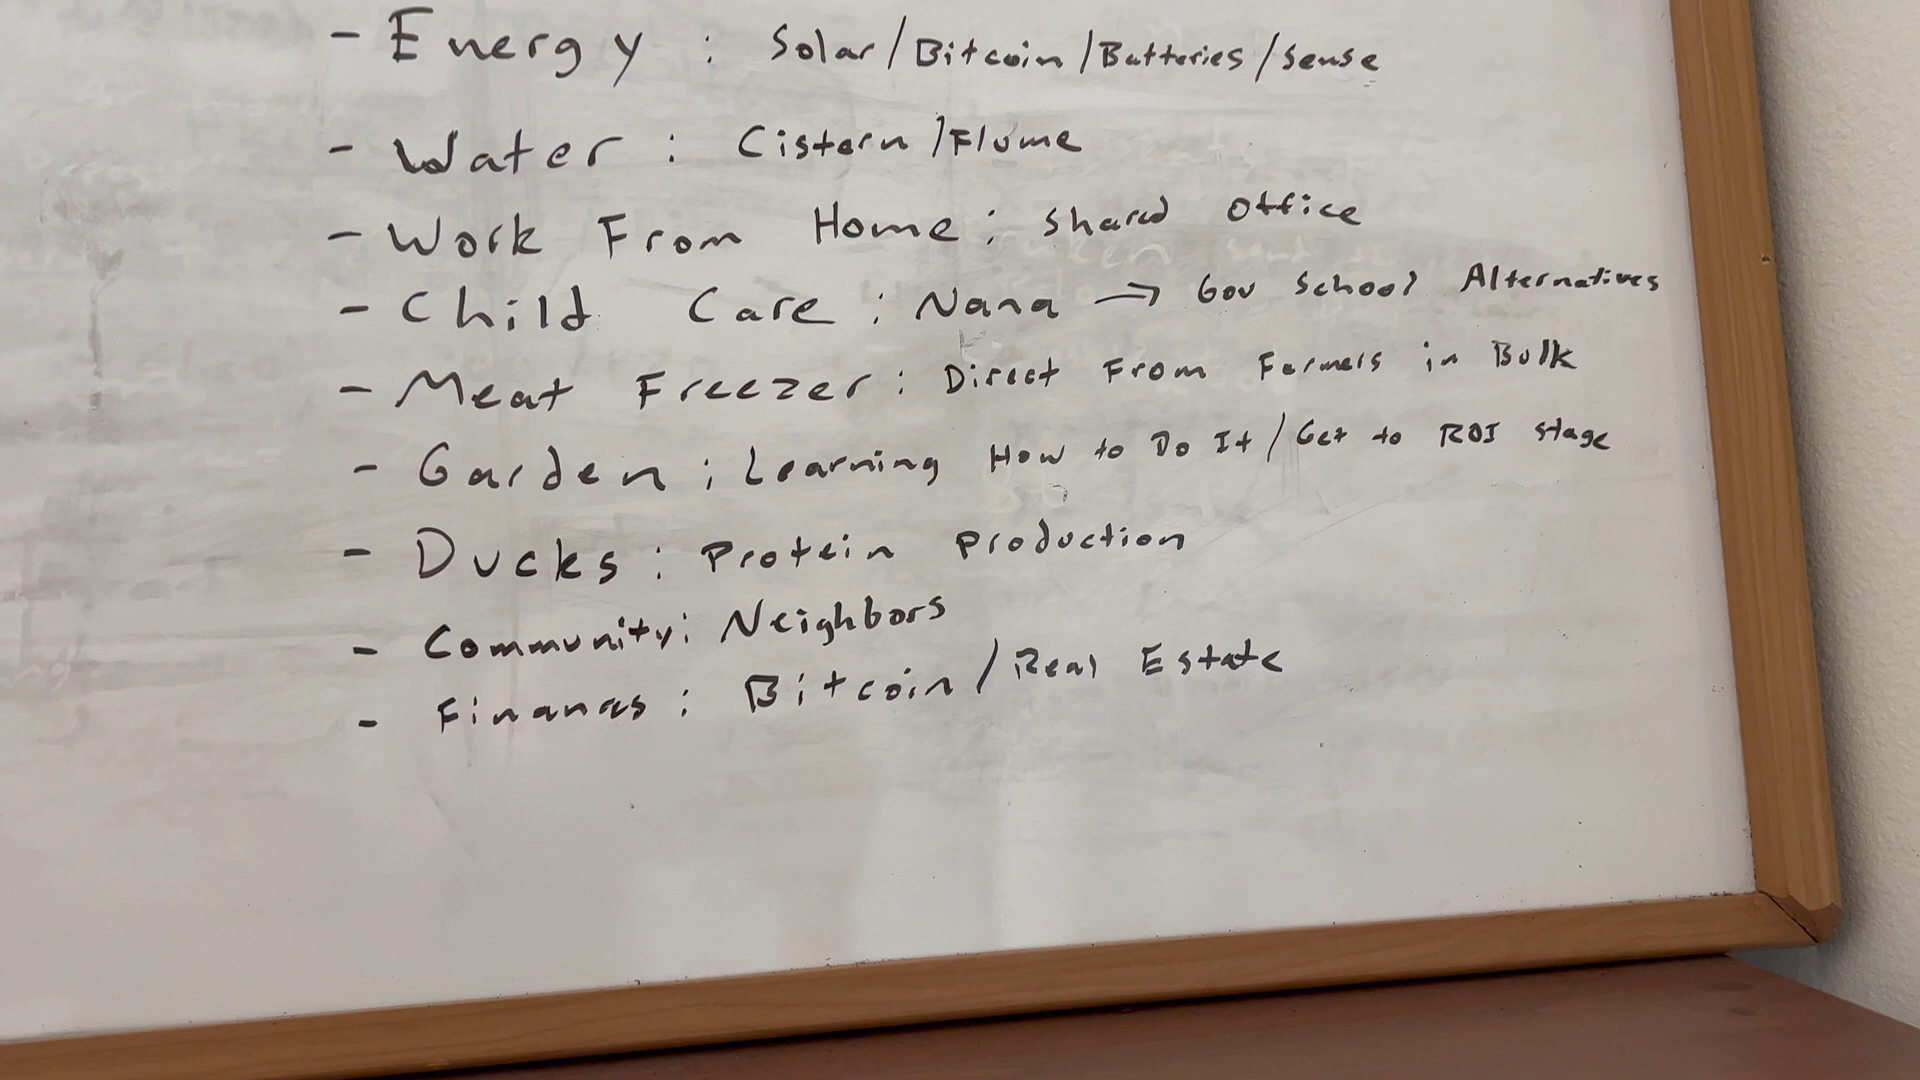 - Energy : Solar/Bitcoin/Batteries/Sense
- Water : Cistern/Flume
- Work From Home : Shared Office
- Child Care : Nana → Gov School Alternatives
- Meat Freezer : Direct From Farmers in Bulk
- Garden ; Learning How to Do It/Get to ROI stage
- Ducks : Protein Production
- Community: Neighbors
- Finances : Bitcoin/Real Estate